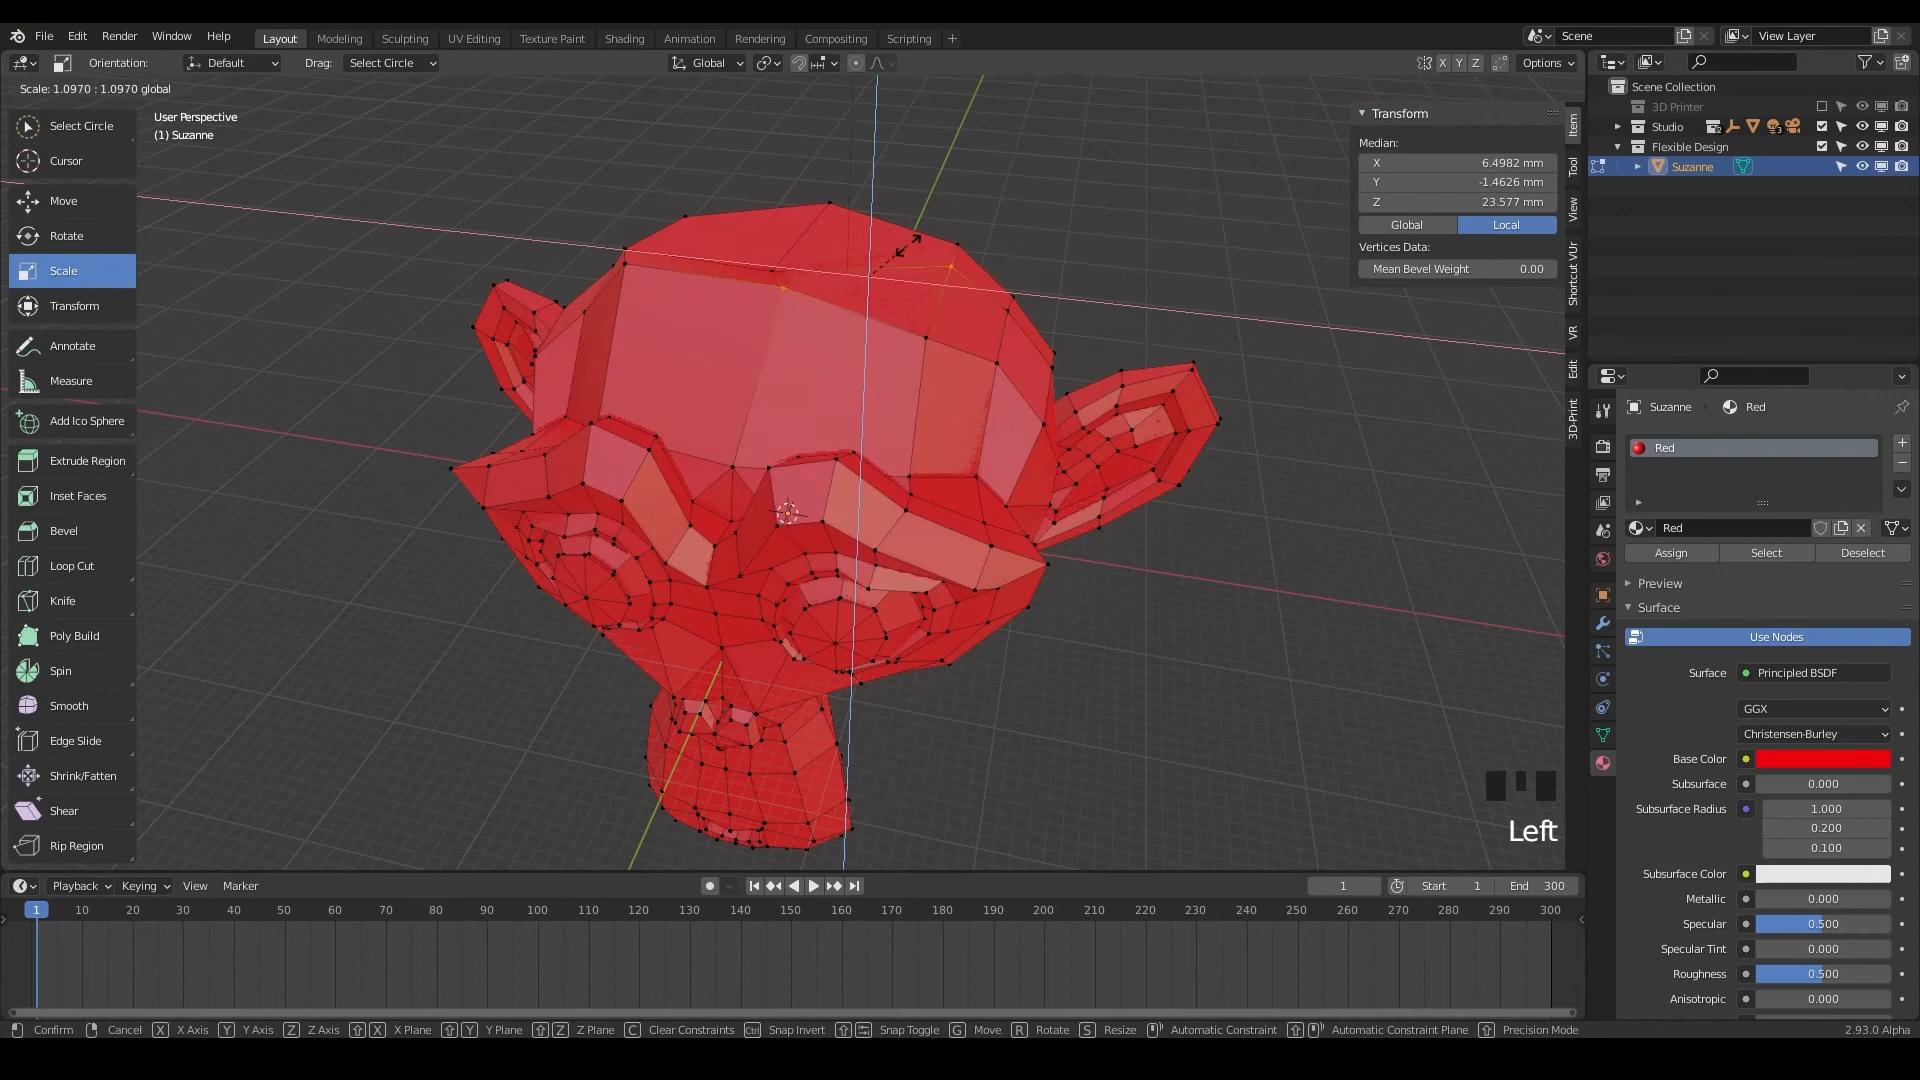 File Edit Render Window Help Layout Modeling Sculpting UV Editing Texture Paint Shading Animation Rendering Compositing Scripting + Scene View Layer
Orientation: Default Drag: Select Circle Global X Y Z Options
Scale: 1.0970 : 1.0970 global
User Perspective
(1) Suzanne
Select Circle
Cursor
Move
Rotate
Scale
Transform
Annotate
Measure
Add Ico Sphere
Extrude Region
Inset Faces
Bevel
Loop Cut
Knife
Poly Build
Spin
Smooth
Edge Slide
Shrink/Fatten
Shear
Rip Region
Transform
Median:
X 6.4982 mm
Y -1.4626 mm
Z 23.577 mm
Global Local
Vertices Data:
Mean Bevel Weight 0.00
Item
Tool
View
Shortcut VUr
VR
Edit
3D-Print
Left
Scene Collection
3D Printer
Studio 2 3
Flexible Design
Suzanne
Suzanne Red
Red
Red
Assign Select Deselect
Preview
Surface
Use Nodes
Surface Principled BSDF
GGX
Christensen-Burley
Base Color
Subsurface 0.000
Subsurface Radius 1.000
0.200
0.100
Subsurface Color
Metallic 0.000
Specular 0.500
Specular Tint 0.000
Roughness 0.500
Anisotropic 0.000
Playback Keying View Marker 1 Start 1 End 300
1 10 20 30 40 50 60 70 80 90 100 110 120 130 140 150 160 170 180 190 200 210 220 230 240 250 260 270 280 290 300
Confirm Cancel X X Axis Y Y Axis Z Z Axis X X Plane Y Y Plane Z Z Plane C Clear Constraints Ctrl Snap Invert Snap Toggle G Move R Rotate S Resize Automatic Constraint Automatic Constraint Plane Precision Mode 2.93.0 Alpha